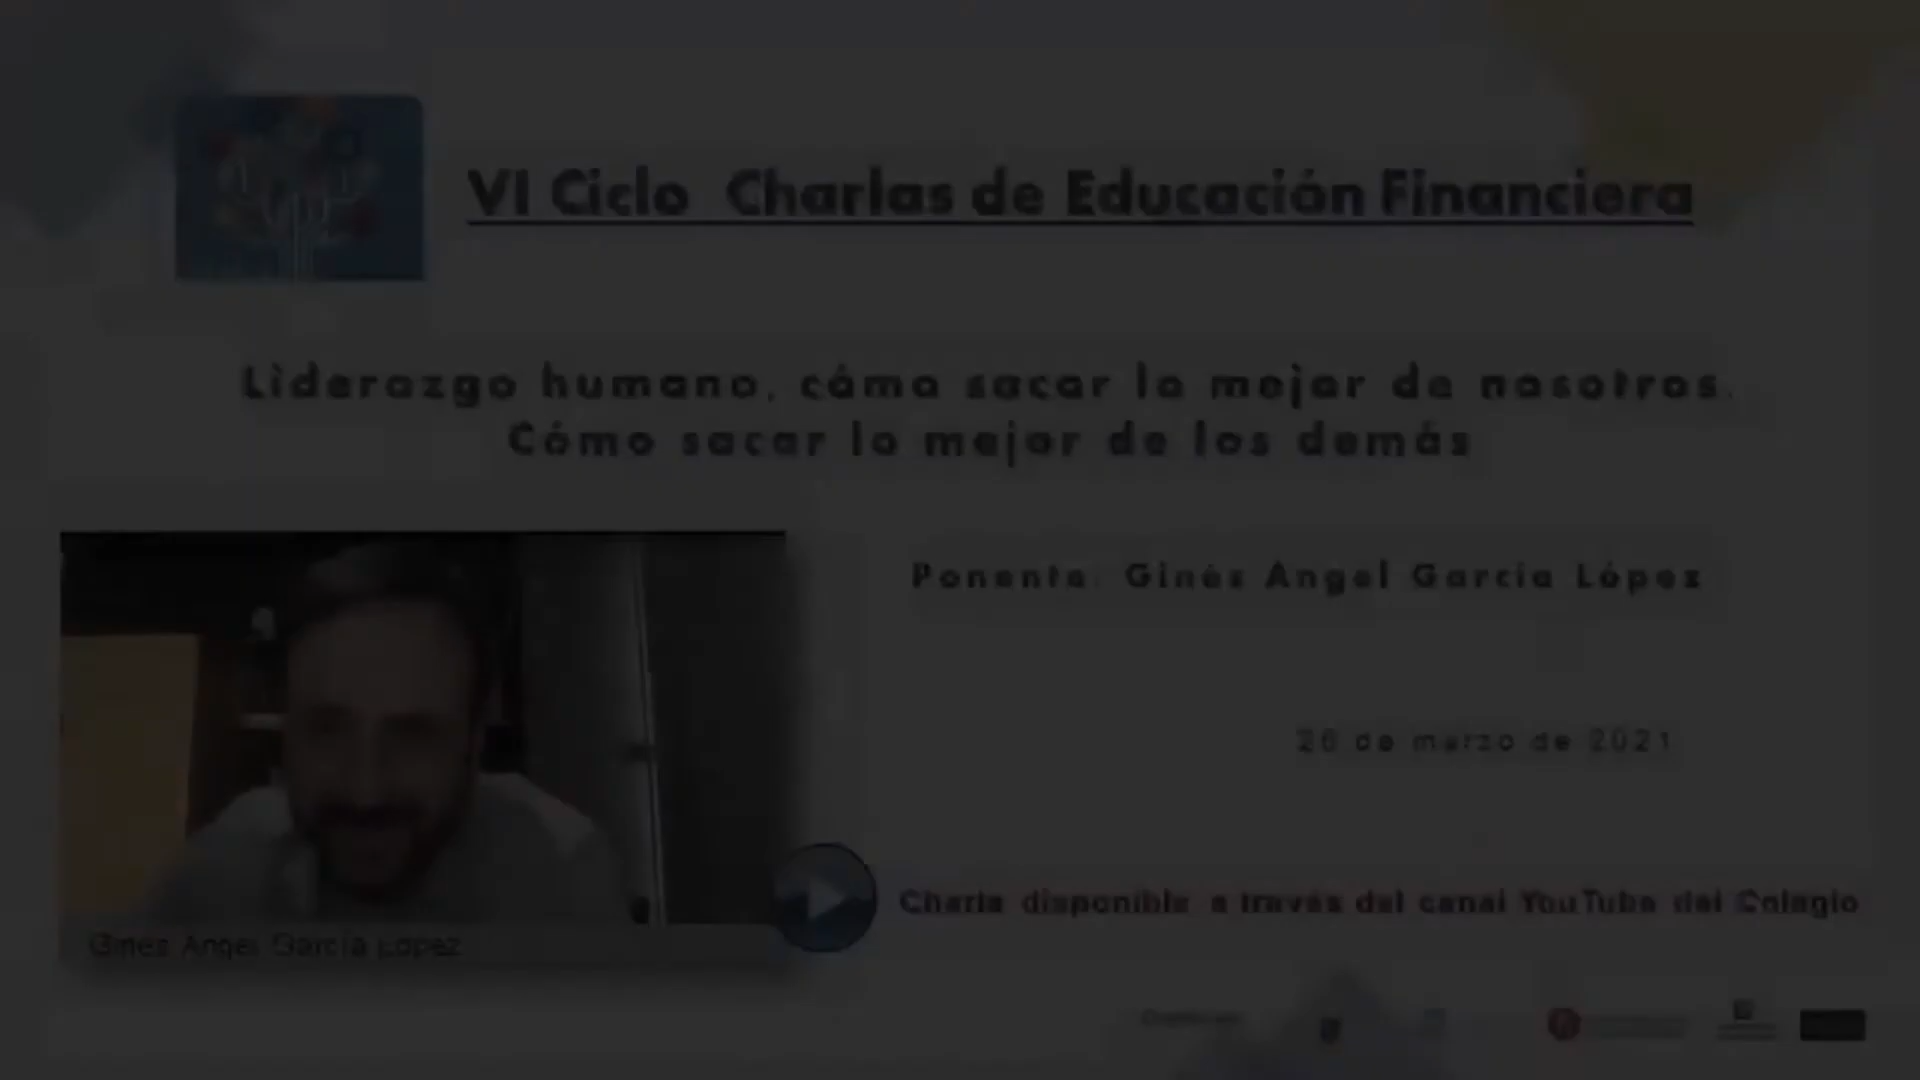 VI Ciclo Charlas de Educación Financiera
Liderazgo humano, cómo sacar lo mejor de nosotros.
Cómo sacar lo mejor de los demás
Ponente: Ginés Angel García López
26 de marzo de 2021
Charla disponible a través del canal YouTube del Colegio
Ginés Angel García López